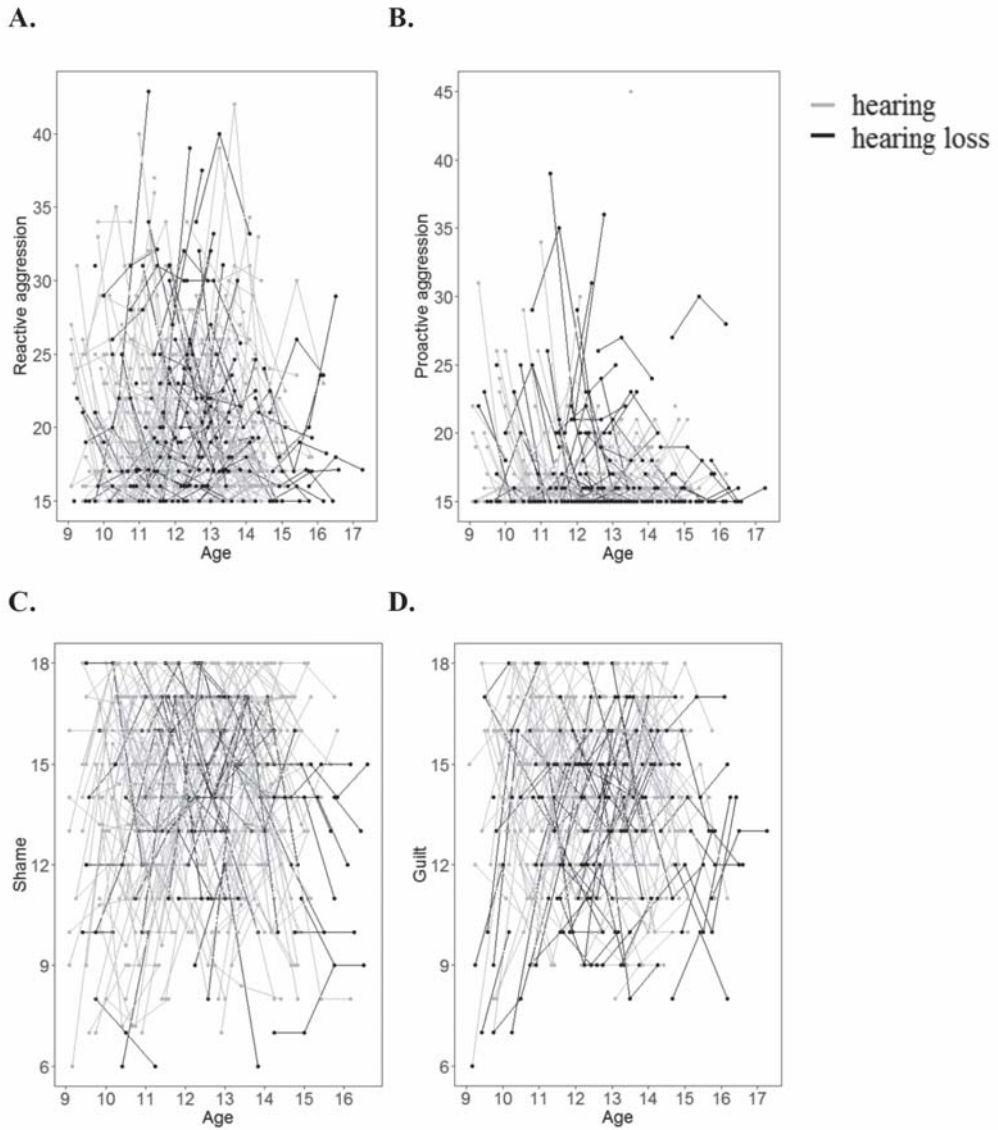 A.
B.
Reactive aggression
40
35
30
25
20
15
9 10 11 12 13 14 15 16 17
Age
Proactive aggression
45
40
35
30
25
20
15
9 10 11 12 13 14 15 16 17
Age
hearing
hearing loss
C.
D.
Shame
18
15
12
9
6
9 10 11 12 13 14 15 16
Age
Guilt
18
15
12
9
6
9 10 11 12 13 14 15 16 17
Age